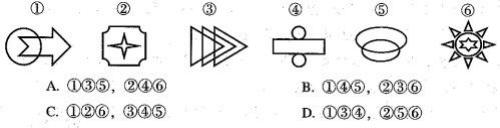 ① ② ③ ④ ⑤ ⑥
A. ①③⑤, ②④⑥ B. ①④⑤, ②③⑥
C. ①②⑥, ③④⑤ D. ①③④, ②⑤⑥